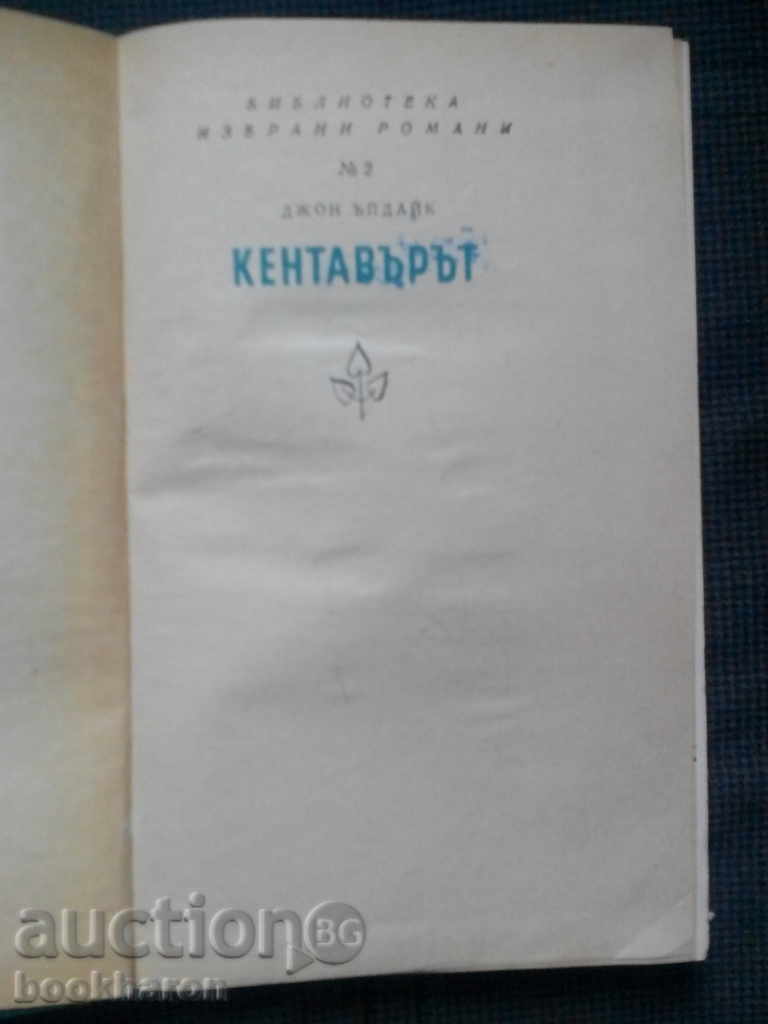 БИБЛИОТЕКА
ИЗБРАНИ РОМАНИ
№ 2
ДЖОН ЪПДАЙК
КЕНТАВЪРЪТ
auction BG
bookharon